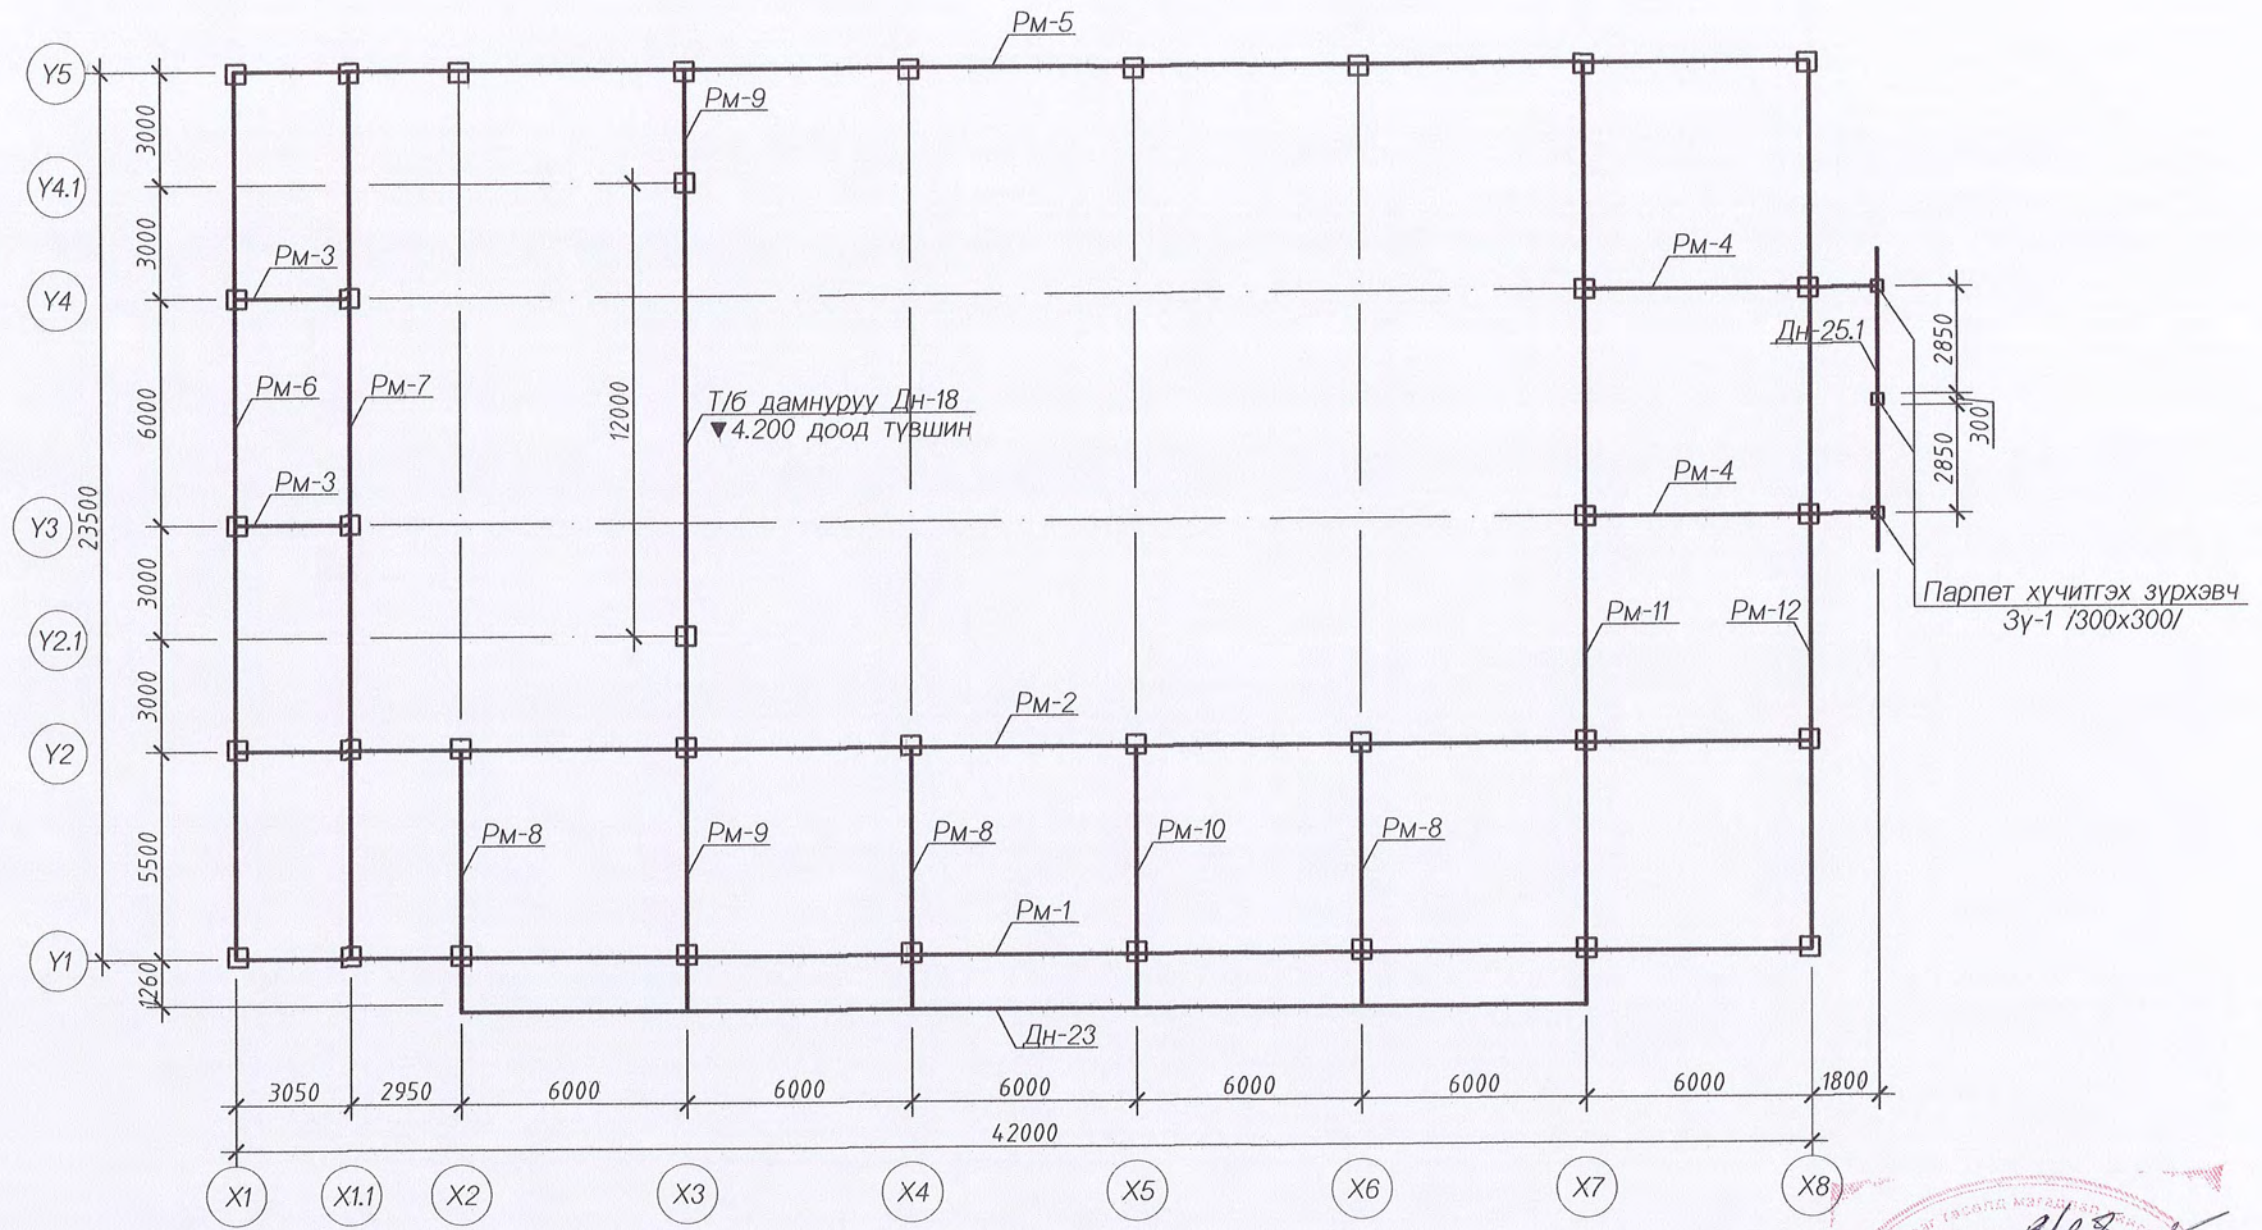 Рм-5
Y5
Рм-9
3000
Y4.1
3000
Рм-3
Рм-4
Y4
Дн-25.1
2850
6000
Рм-6
Рм-7
12000
Т/б дамнуруу Дн-18
▼4.200 доод түвшин
300
2850
Рм-3
Рм-4
Y3
23500
3000
Парпет хүчитгэх зүрхэвч
Зү-1 /300x300/
Рм-11
Рм-12
Y2.1
3000
Рм-2
Y2
5500
Рм-8
Рм-9
Рм-8
Рм-10
Рм-8
Рм-1
Y1
1260
Дн-23
3050
2950
6000
6000
6000
6000
6000
6000
1800
42000
X1
X1.1
X2
X3
X4
X5
X6
X7
X8